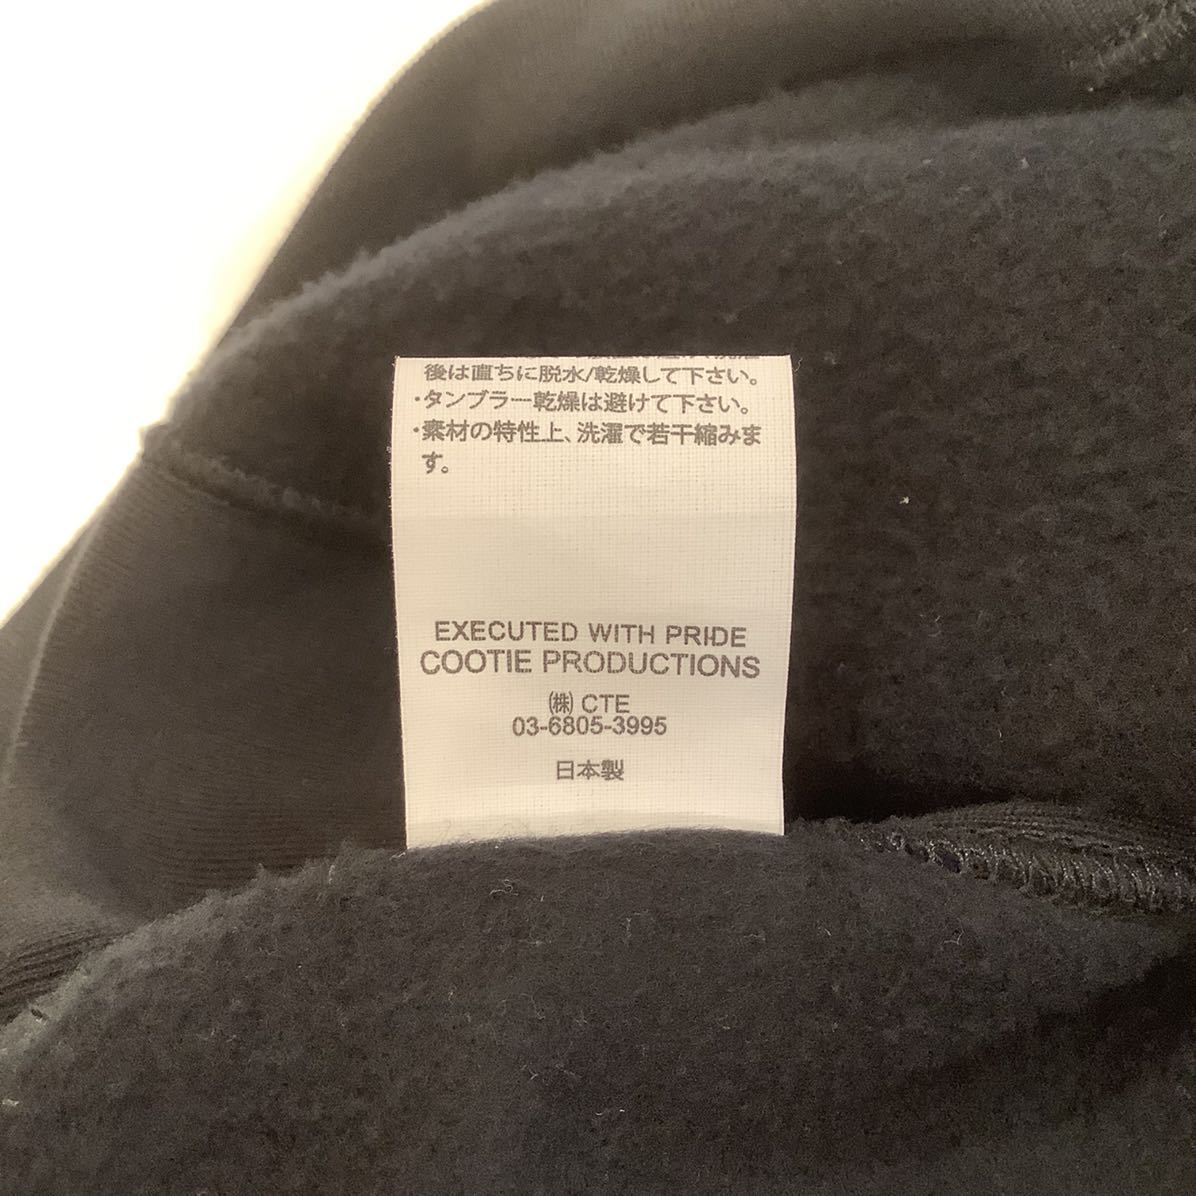 後は直ちに脱水/乾燥して下さい。
・タンブラー乾燥は避けて下さい。
・素材の特性上、洗濯で若干縮みま
す。
EXECUTED WITH PRIDE
COOTIE PRODUCTIONS
㈱ CTE
03-6805-3995
日本製